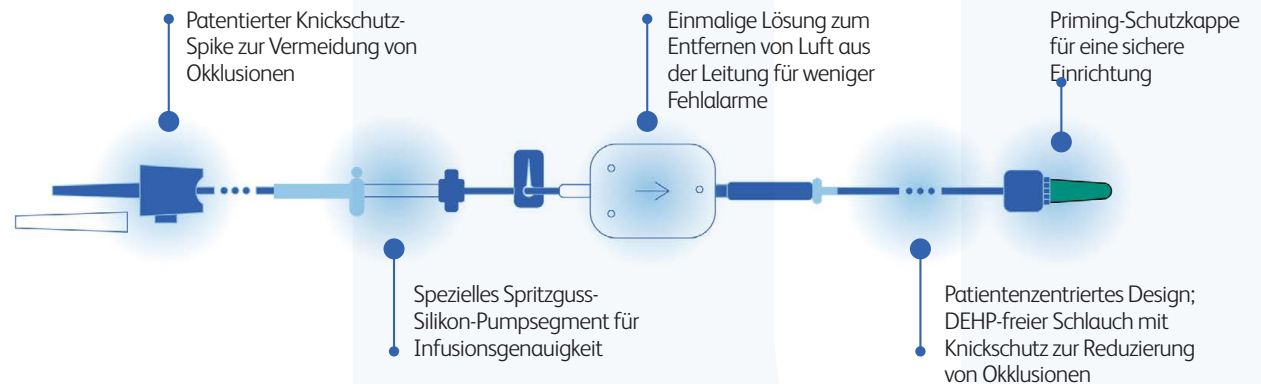 Patentierter Knickschutz-
Spike zur Vermeidung von
Okklusionen
Einmalige Lösung zum
Entfernen von Luft aus
der Leitung für weniger
Fehlalarme
Priming-Schutzkappe
für eine sichere
Einrichtung
Spezielles Spritzguss-
Silikon-Pumpsegment für
Infusionsgenauigkeit
Patientenzentriertes Design;
DEHP-freier Schlauch mit
Knickschutz zur Reduzierung
von Okklusionen